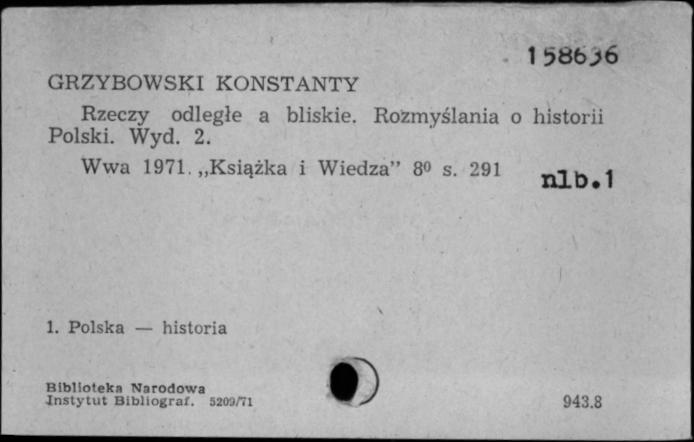 158636
GRZYBOWSKI KONSTANTY
Rzeczy odległe a bliskie. Rozmyślania o historii
Polski. Wyd. 2.
Wwa 1971. „Książka i Wiedza” 8⁰ s. 291
nlb.1
1. Polska — historia
Biblioteka Narodowa
Instytut Bibliograf. 5209/71
943.8